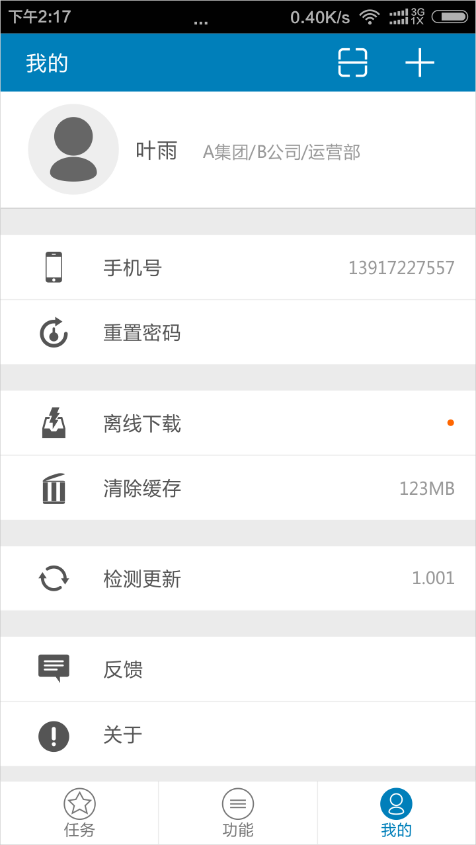 下午2:17 ... 0.40K/s 3G 1X
我的
叶雨 A集团/B公司/运营部
手机号 13917227557
重置密码
离线下载
清除缓存 123MB
检测更新 1.001
反馈
关于
任务 功能 我的